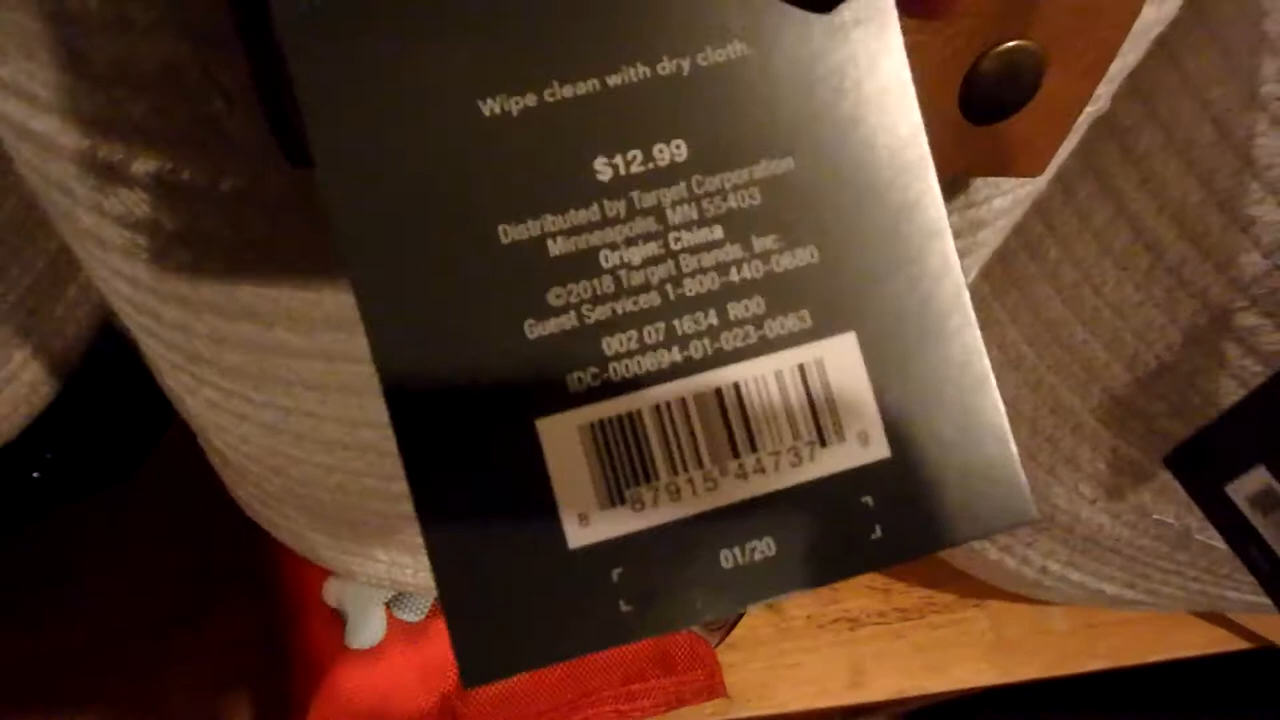 Wipe clean with dry cloth.
$12.99
Distributed by Target Corporation
Minneapolis, MN 55403
Origin: China
©2018 Target Brands, Inc.
Guest Services 1-800-440-0680
002 07 1634 R00
IDC-000694-01-023-0063
8 87915 44737 9
01/20